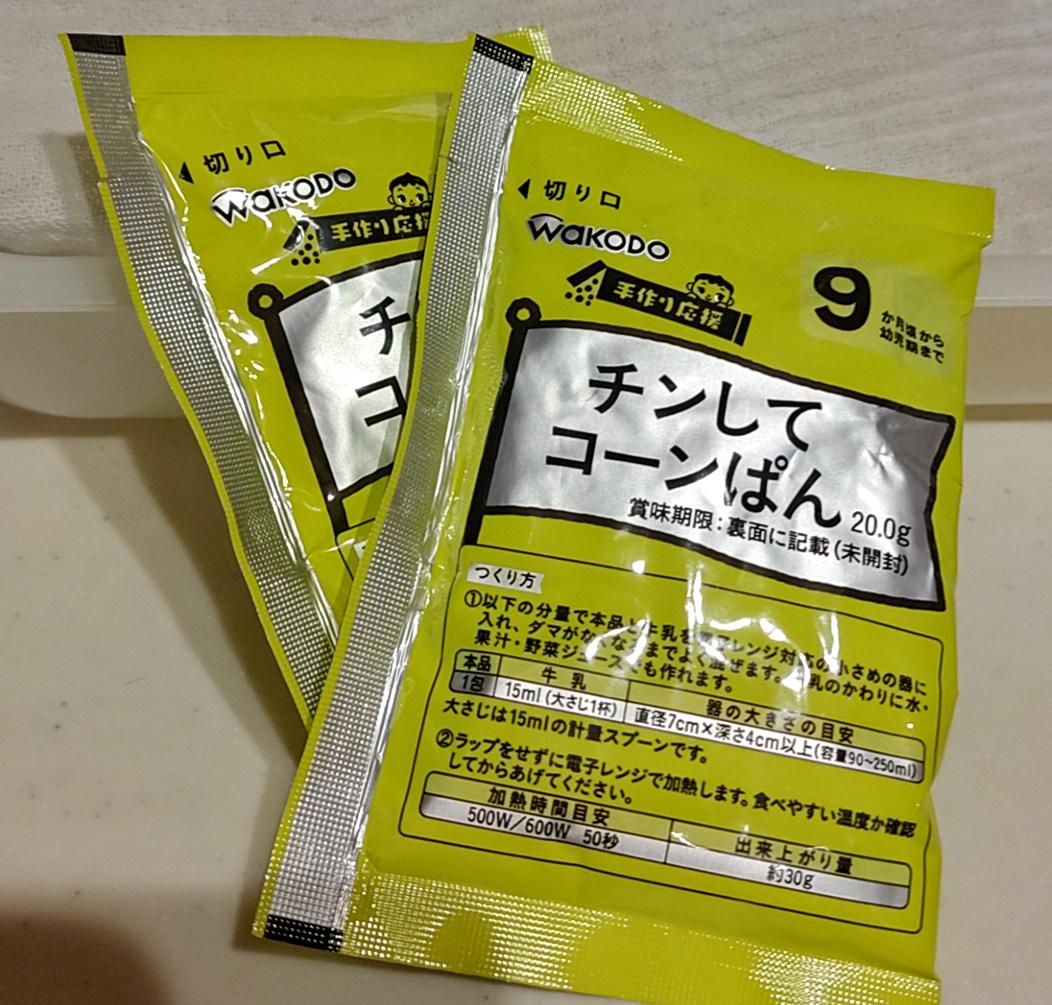 切り口
WaKODO
手作り応援
チ
コ
切り口
WaKODO
手作り応援
9
か月頃から
幼児期まで
チンして
コーンぱん 20.0g
賞味期限：裏面に記載(未開封)
つくり方
①以下の分量で本品と牛乳を電子レンジ対応の小さめの器に
入れ、ダマがなくなるまでよく混ぜます。牛乳のかわりに水・
果汁・野菜ジュースでも作れます。
本品 牛乳 器の大きさの目安
1包 15ml(大さじ1杯) 直径7cm×深さ4cm以上(容量90~250ml)
大さじは15mlの計量スプーンです。
②ラップをせずに電子レンジで加熱します。食べやすい温度か確認
してからあげてください。
加熱時間目安 出来上がり量
500W／600W 50秒 約30g